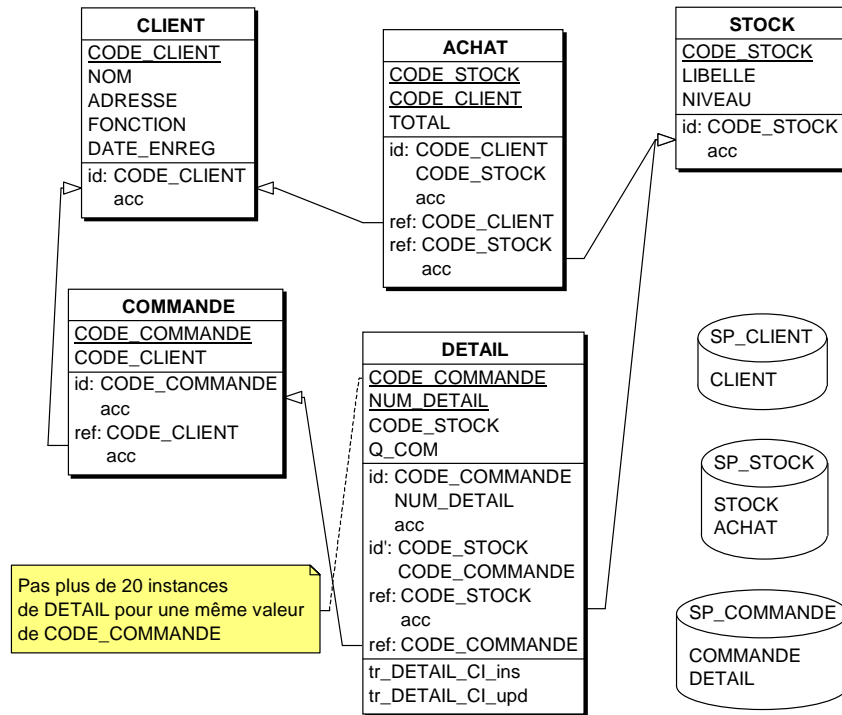 CLIENT
CODE_CLIENT
NOM
ADRESSE
FONCTION
DATE_ENREG
id: CODE_CLIENT
acc
ACHAT
CODE_STOCK
CODE_CLIENT
TOTAL
id: CODE_CLIENT
CODE_STOCK
acc
ref: CODE_CLIENT
ref: CODE_STOCK
acc
STOCK
CODE_STOCK
LIBELLE
NIVEAU
id: CODE_STOCK
acc
COMMANDE
CODE_COMMANDE
CODE_CLIENT
id: CODE_COMMANDE
acc
ref: CODE_CLIENT
acc
DETAIL
CODE_COMMANDE
NUM_DETAIL
CODE_STOCK
Q_COM
id: CODE_COMMANDE
NUM_DETAIL
acc
id': CODE_STOCK
CODE_COMMANDE
ref: CODE_STOCK
acc
ref: CODE_COMMANDE
tr_DETAIL_CI_ins
tr_DETAIL_CI_upd
SP_CLIENT
CLIENT
SP_STOCK
STOCK
ACHAT
SP_COMMANDE
COMMANDE
DETAIL
Pas plus de 20 instances
de DETAIL pour une même valeur
de CODE_COMMANDE